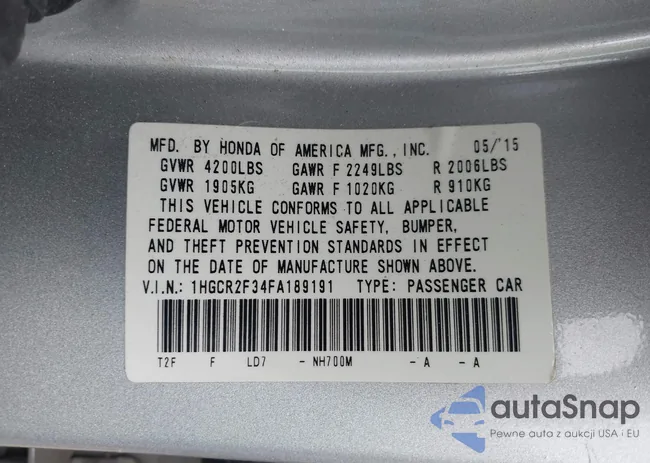 MFD. BY HONDA OF AMERICA MFG., INC. 05/'15
GVWR 4200LBS GAWR F 2249LBS R 2006LBS
GVWR 1905KG GAWR F 1020KG R 910KG
THIS VEHICLE CONFORMS TO ALL APPLICABLE
FEDERAL MOTOR VEHICLE SAFETY, BUMPER,
AND THEFT PREVENTION STANDARDS IN EFFECT
ON THE DATE OF MANUFACTURE SHOWN ABOVE.
V.I.N.: 1HGCR2F34FA189191 TYPE: PASSENGER CAR
T2F F LD7 - NH700M - A - A
autoSnap
Pewne auta z aukcji USA i EU